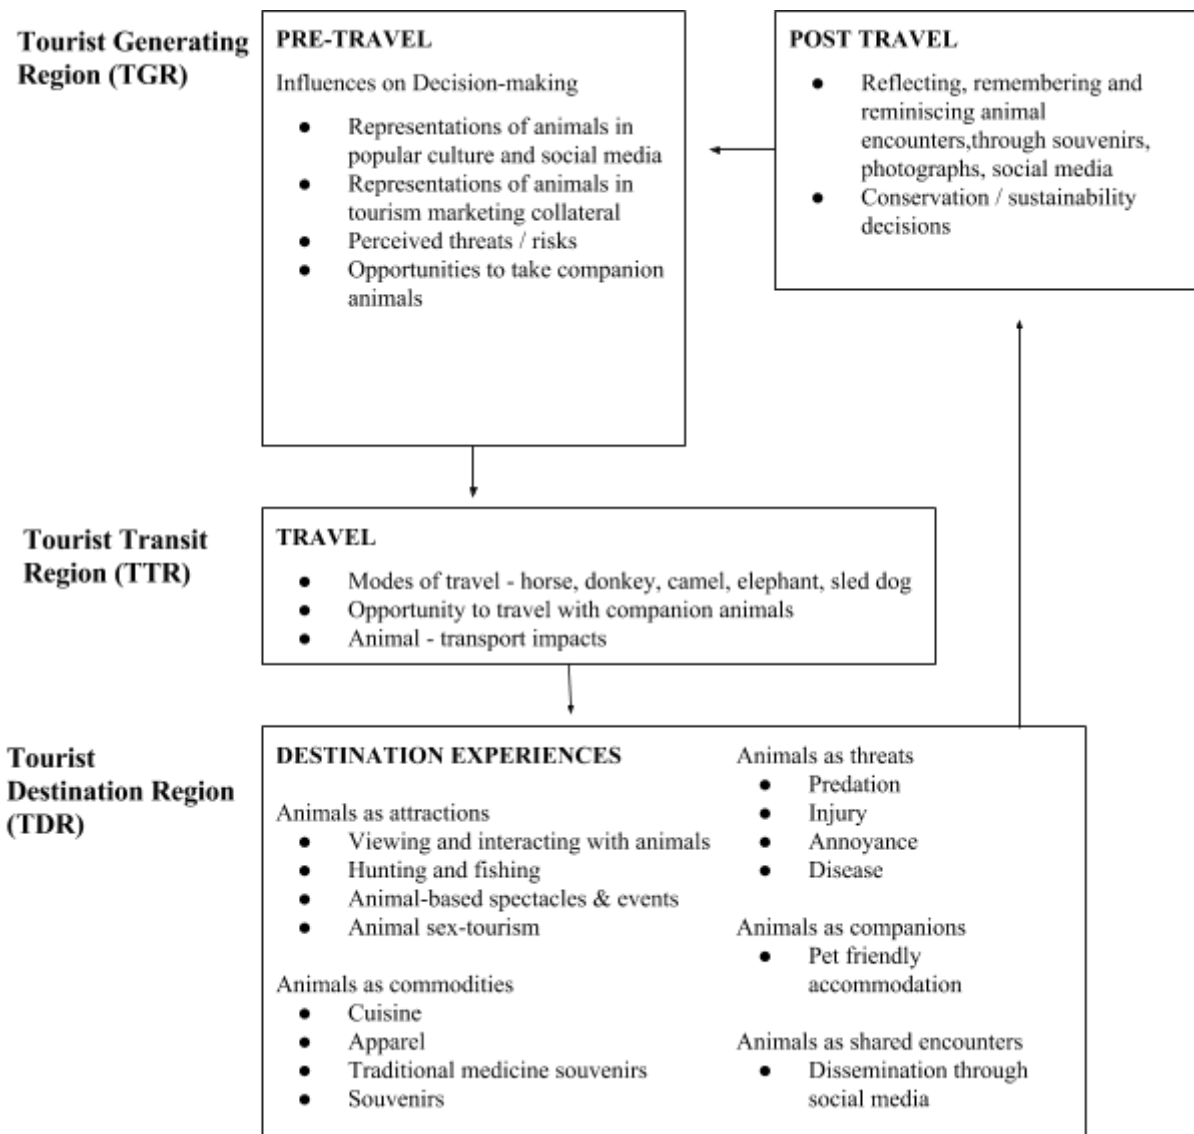 Tourist Generating
Region (TGR)
PRE-TRAVEL
Influences on Decision-making
● Representations of animals in
popular culture and social media
● Representations of animals in
tourism marketing collateral
● Perceived threats / risks
● Opportunities to take companion
animals
POST TRAVEL
● Reflecting, remembering and
reminiscing animal
encounters,through souvenirs,
photographs, social media
● Conservation / sustainability
decisions
Tourist Transit
Region (TTR)
TRAVEL
● Modes of travel - horse, donkey, camel, elephant, sled dog
● Opportunity to travel with companion animals
● Animal - transport impacts
Tourist
Destination Region
(TDR)
DESTINATION EXPERIENCES
Animals as attractions
● Viewing and interacting with animals
● Hunting and fishing
● Animal-based spectacles & events
● Animal sex-tourism
Animals as commodities
● Cuisine
● Apparel
● Traditional medicine souvenirs
● Souvenirs
Animals as threats
● Predation
● Injury
● Annoyance
● Disease
Animals as companions
● Pet friendly
accommodation
Animals as shared encounters
● Dissemination through
social media